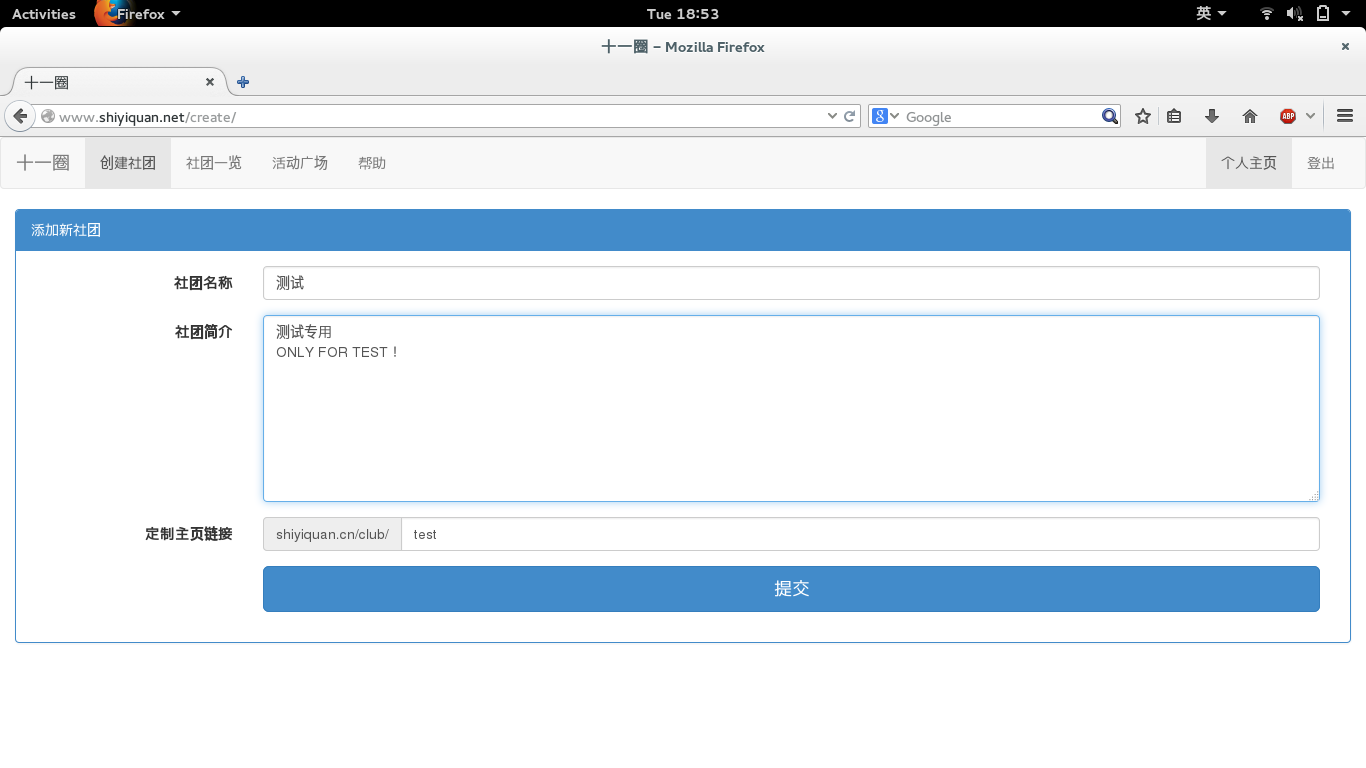 Activities Firefox Tue 18:53 英
十一圈 - Mozilla Firefox
十一圈
www.shiyiquan.net/create/ Google ABP
十一圈 创建社团 社团一览 活动广场 帮助 个人主页 登出
添加新社团
社团名称 测试
社团简介 测试专用
ONLY FOR TEST！
定制主页链接 shiyiquan.cn/club/ test
提交